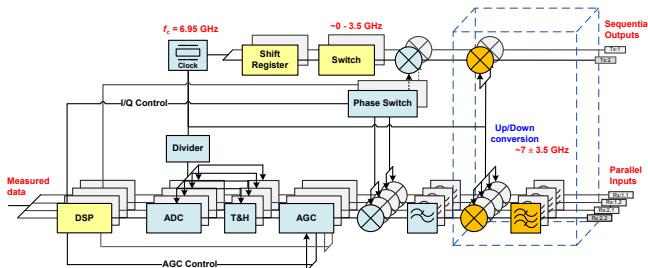 f_c = 6.95 GHz
~0 - 3.5 GHz
Sequentia
Outputs
Clock
Shift
Register
Switch
Tx:1
Tx:2
I/Q Control
Phase Switch
Divider
Up/Down
conversion
~7 ± 3.5 GHz
Measured
data
Parallel
Inputs
DSP
ADC
T&H
AGC
Rx:1,1
Rx:1,2
Rx:2,1
Rx:2,2
AGC Control